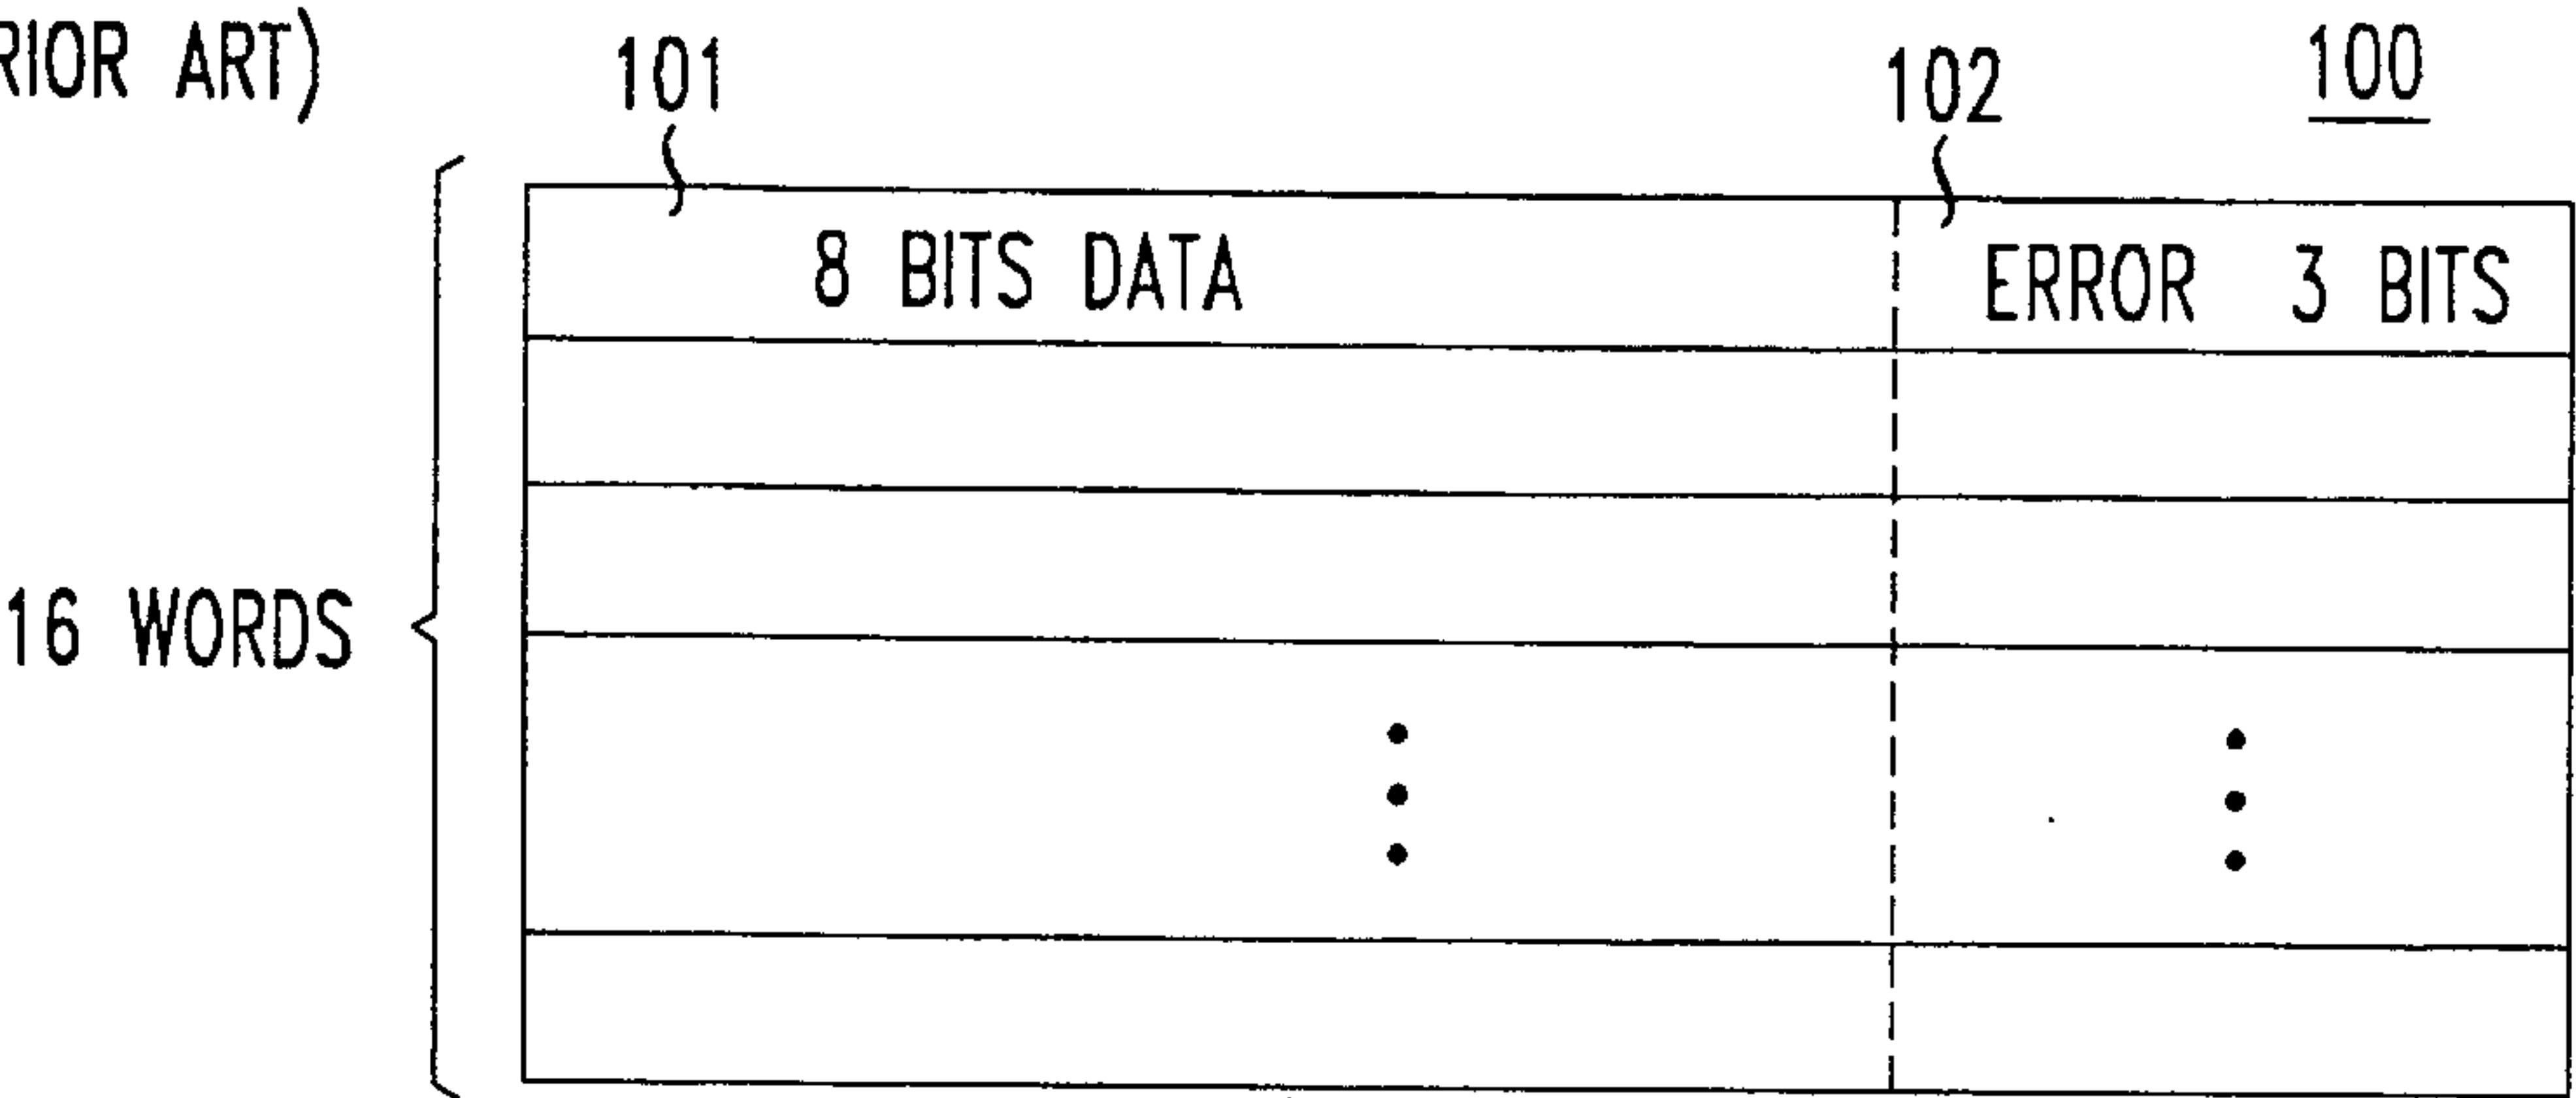 RIOR ART)
101
102
100
8 BITS DATA
ERROR 3 BITS
16 WORDS